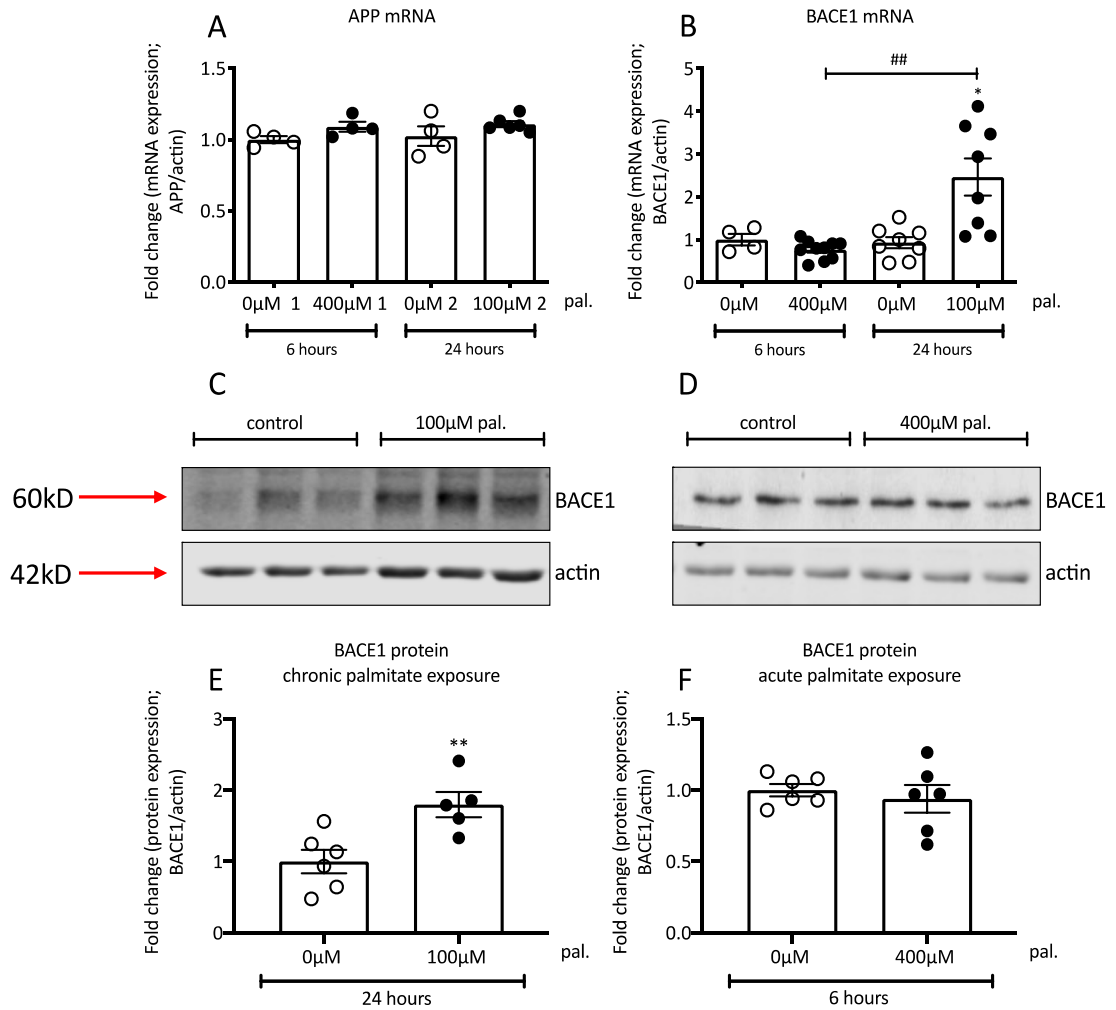 A
APP mRNA
Fold change (mRNA expression;
APP/actin)
1.5
1.0
0.5
0.0
0µM 1 400µM 1 0µM 2 100µM 2 pal.
6 hours 24 hours
B
BACE1 mRNA
Fold change (mRNA expression;
BACE1/actin)
5
4
3
2
1
0
##
*
0µM 400µM 0µM 100µM pal.
6 hours 24 hours
C
control 100µM pal.
60kD BACE1
42kD actin
D
control 400µM pal.
BACE1
actin
E
BACE1 protein
chronic palmitate exposure
Fold change (protein expression;
BACE1/actin)
3
2
1
0
**
0µM 100µM pal.
24 hours
F
BACE1 protein
acute palmitate exposure
Fold change (protein expression;
BACE1/actin)
1.5
1.0
0.5
0.0
0µM 400µM pal.
6 hours